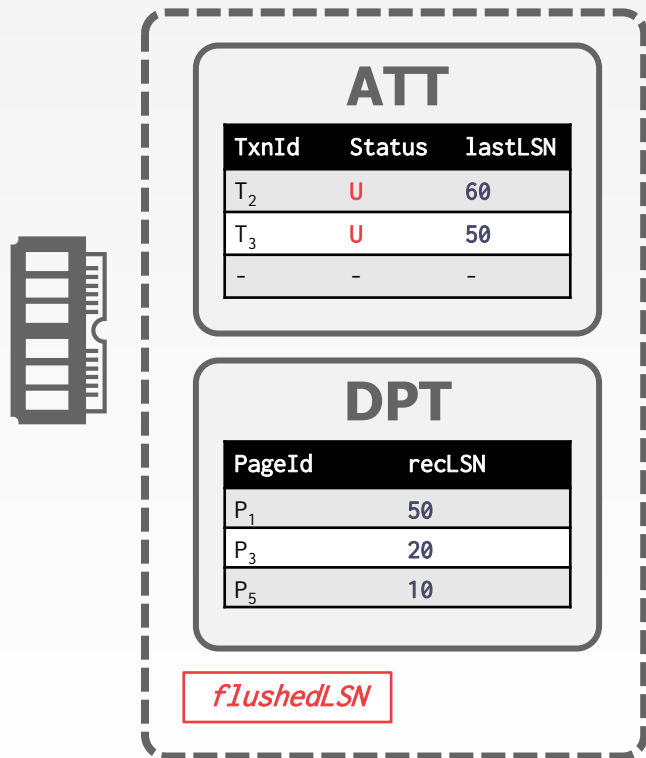 ATT
TxnId Status lastLSN
T₂ U 60
T₃ U 50
- - -
DPT
PageId recLSN
P₁ 50
P₃ 20
P₅ 10
flushedLSN